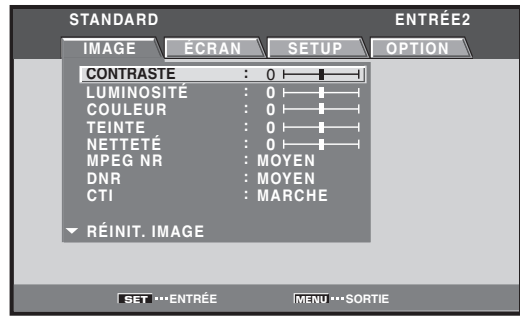 STANDARD ENTRÉE2
IMAGE ÉCRAN SETUP OPTION
CONTRASTE : 0
LUMINOSITÉ : 0
COULEUR : 0
TEINTE : 0
NETTETÉ : 0
MPEG NR : MOYEN
DNR : MOYEN
CTI : MARCHE
RÉINIT. IMAGE
SET ••• ENTRÉE MENU ••• SORTIE